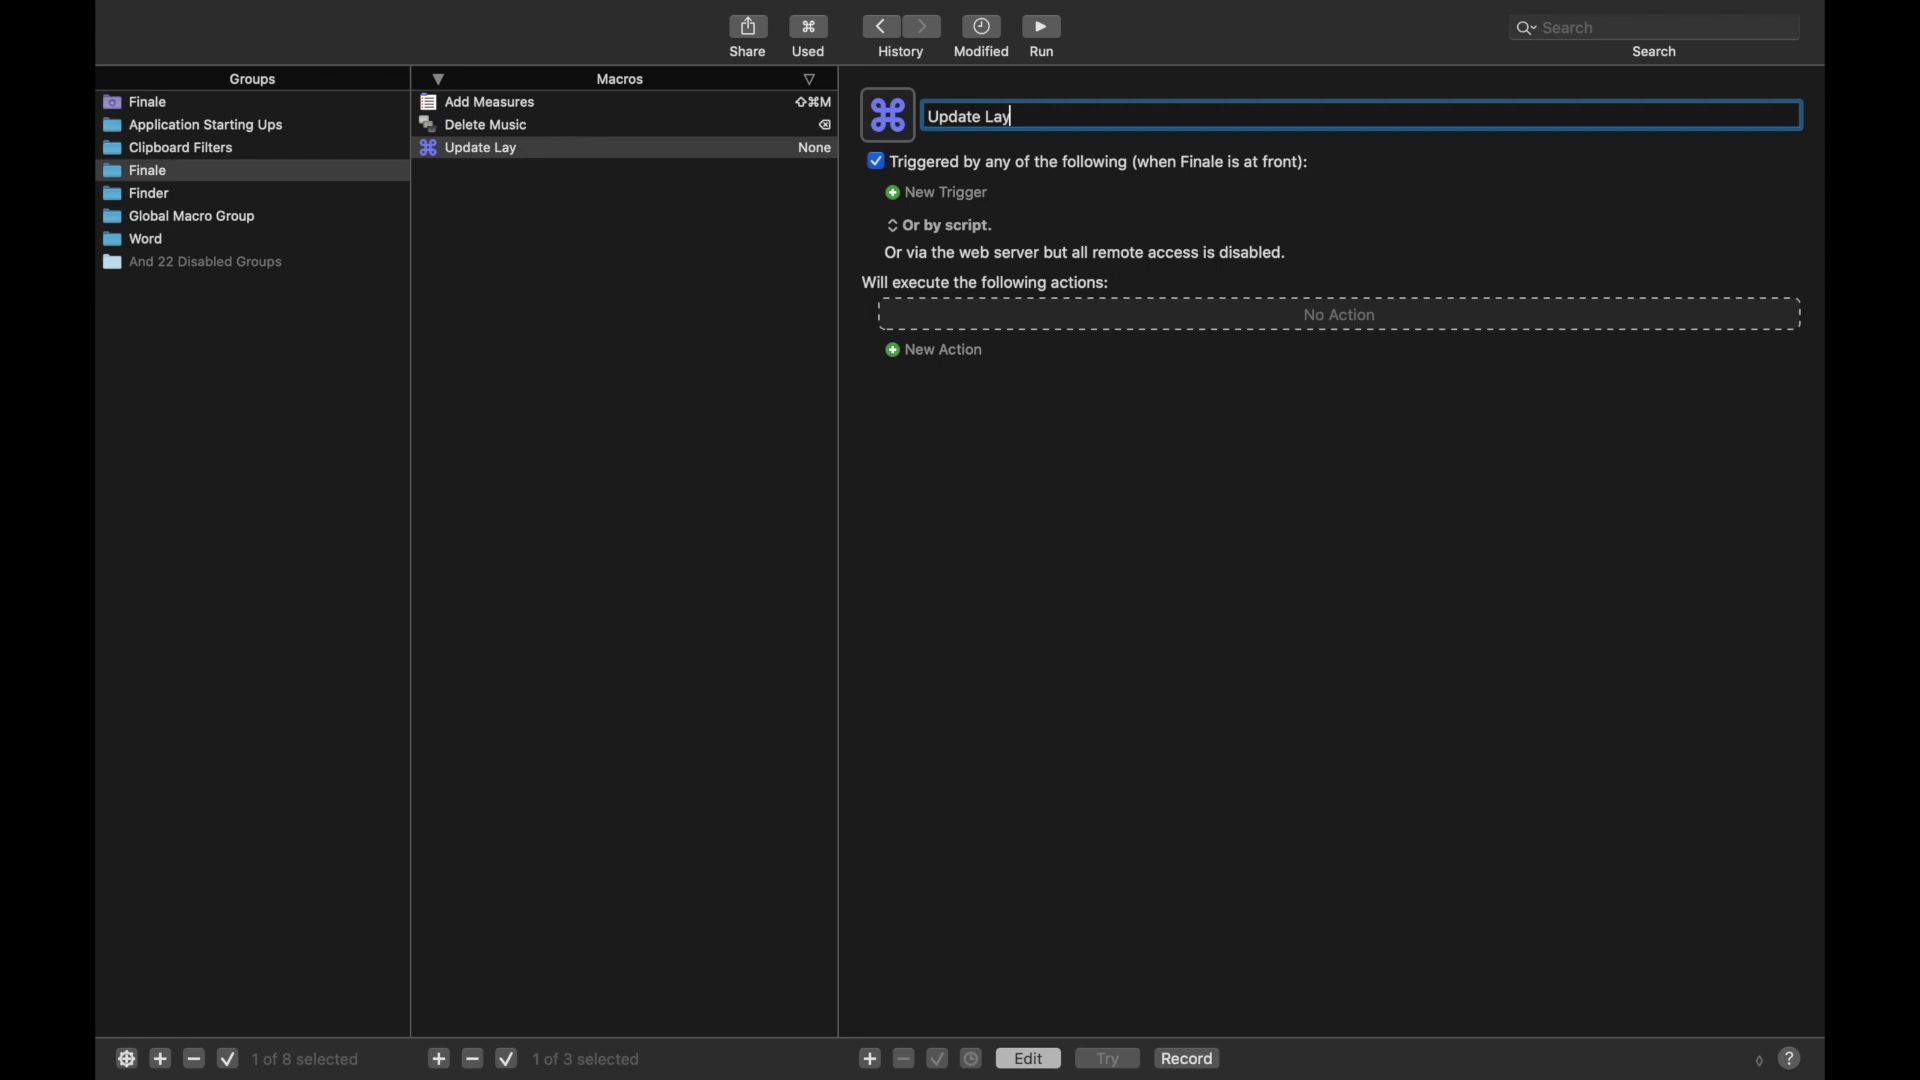 Share
Used
History
Modified
Run
Search
Search
Groups
Macros
Finale
Application Starting Ups
Clipboard Filters
Finale
Finder
Global Macro Group
Word
And 22 Disabled Groups
Add Measures ⇧⌘M
Delete Music ⌫
Update Lay None
Update Lay
Triggered by any of the following (when Finale is at front):
New Trigger
Or by script.
Or via the web server but all remote access is disabled.
Will execute the following actions:
No Action
New Action
1 of 8 selected
1 of 3 selected
Edit
Try
Record
?